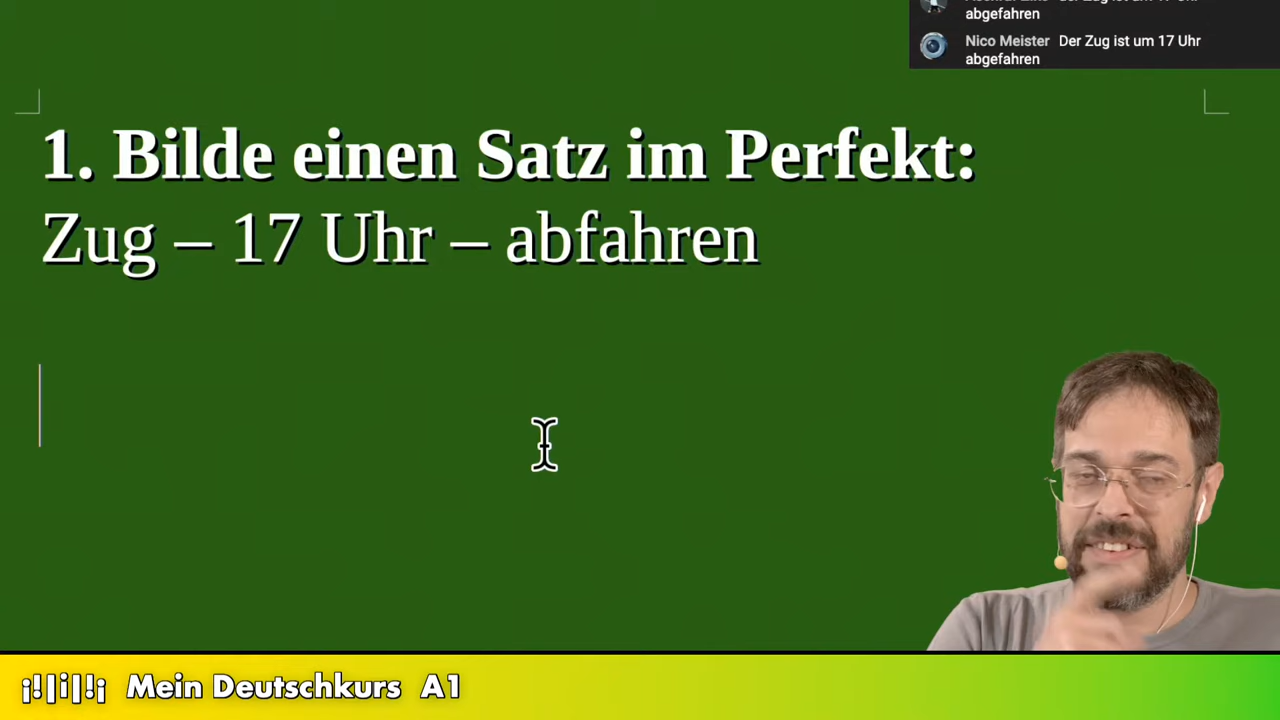 abgefahren
Nico Meister Der Zug ist um 17 Uhr
abgefahren
1. Bilde einen Satz im Perfekt:
Zug – 17 Uhr – abfahren
Mein Deutschkurs A1